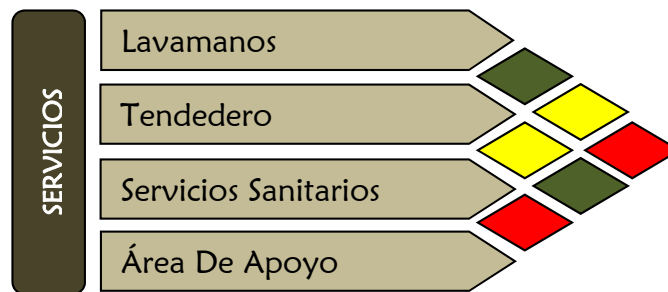 SERVICIOS
Lavamanos
Tendedero
Servicios Sanitarios
Área De Apoyo